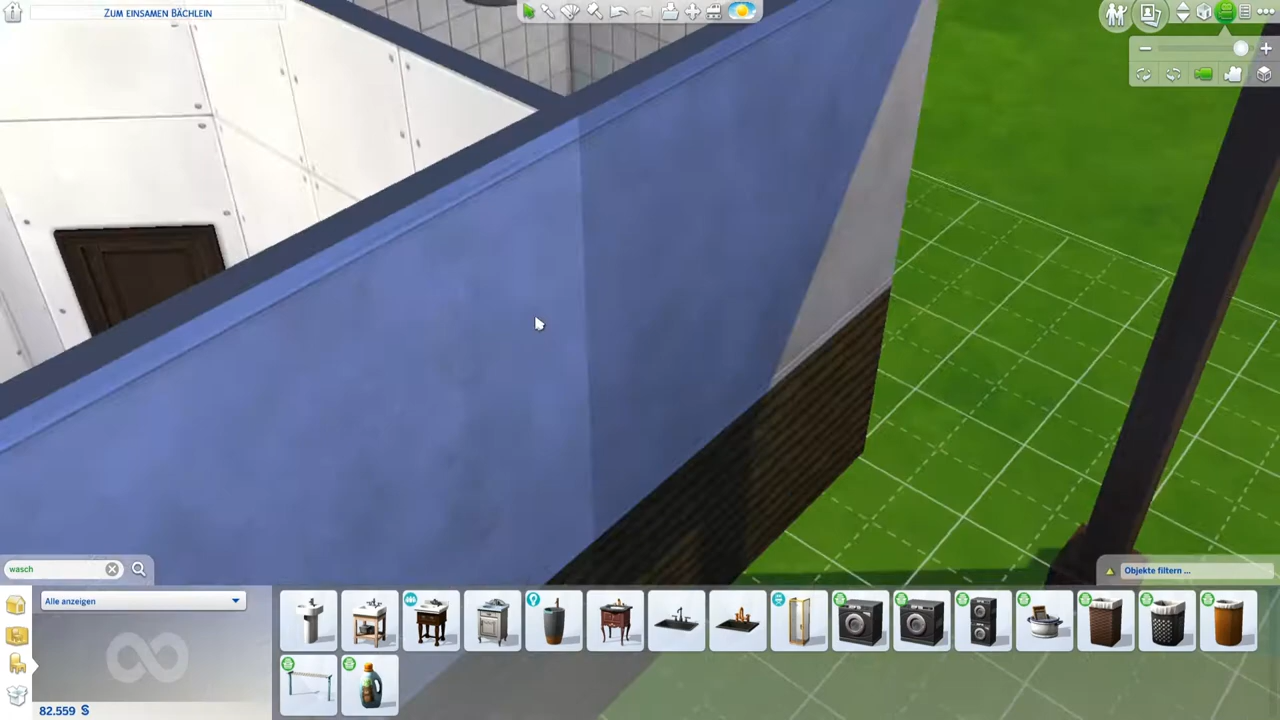 Zum einsamen Bächlein
wasch
Objekte filtern ...
Alle anzeigen
82.559 $